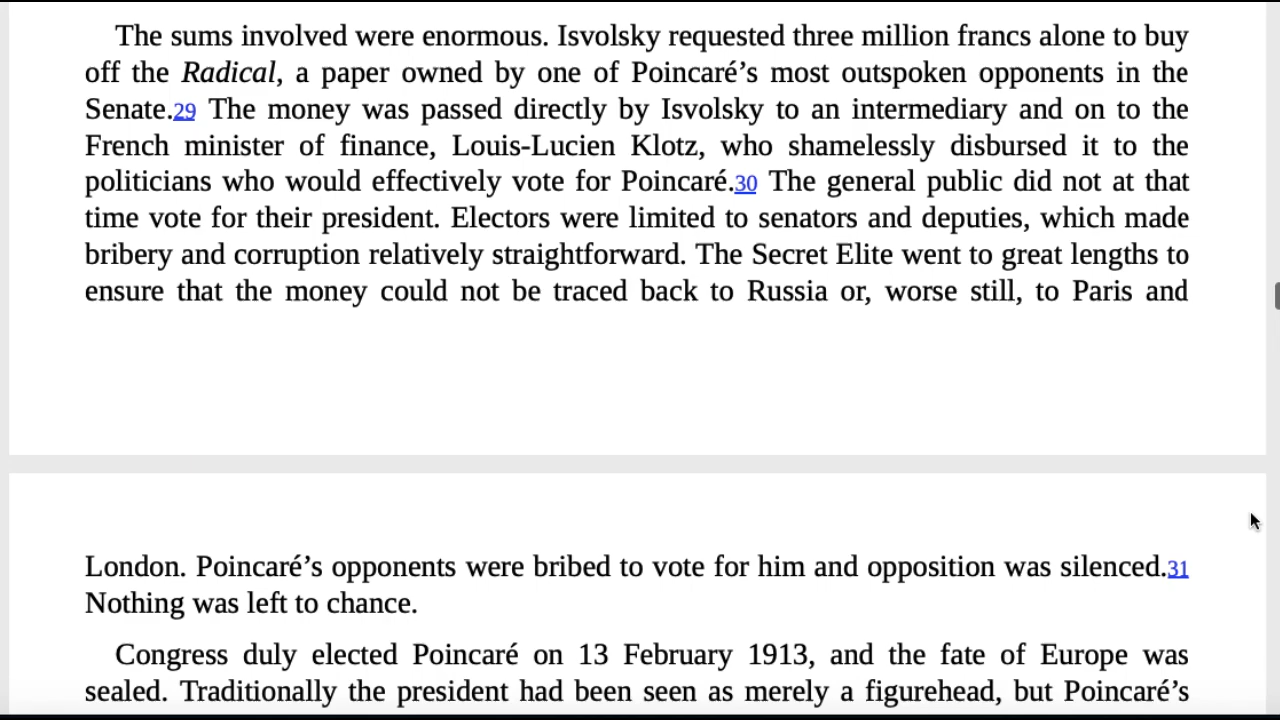 The sums involved were enormous. Isvolsky requested three million francs alone to buy
off the Radical, a paper owned by one of Poincaré’s most outspoken opponents in the
Senate.29 The money was passed directly by Isvolsky to an intermediary and on to the
French minister of finance, Louis-Lucien Klotz, who shamelessly disbursed it to the
politicians who would effectively vote for Poincaré.30 The general public did not at that
time vote for their president. Electors were limited to senators and deputies, which made
bribery and corruption relatively straightforward. The Secret Elite went to great lengths to
ensure that the money could not be traced back to Russia or, worse still, to Paris and
London. Poincaré’s opponents were bribed to vote for him and opposition was silenced.31
Nothing was left to chance.
Congress duly elected Poincaré on 13 February 1913, and the fate of Europe was
sealed. Traditionally the president had been seen as merely a figurehead, but Poincaré’s